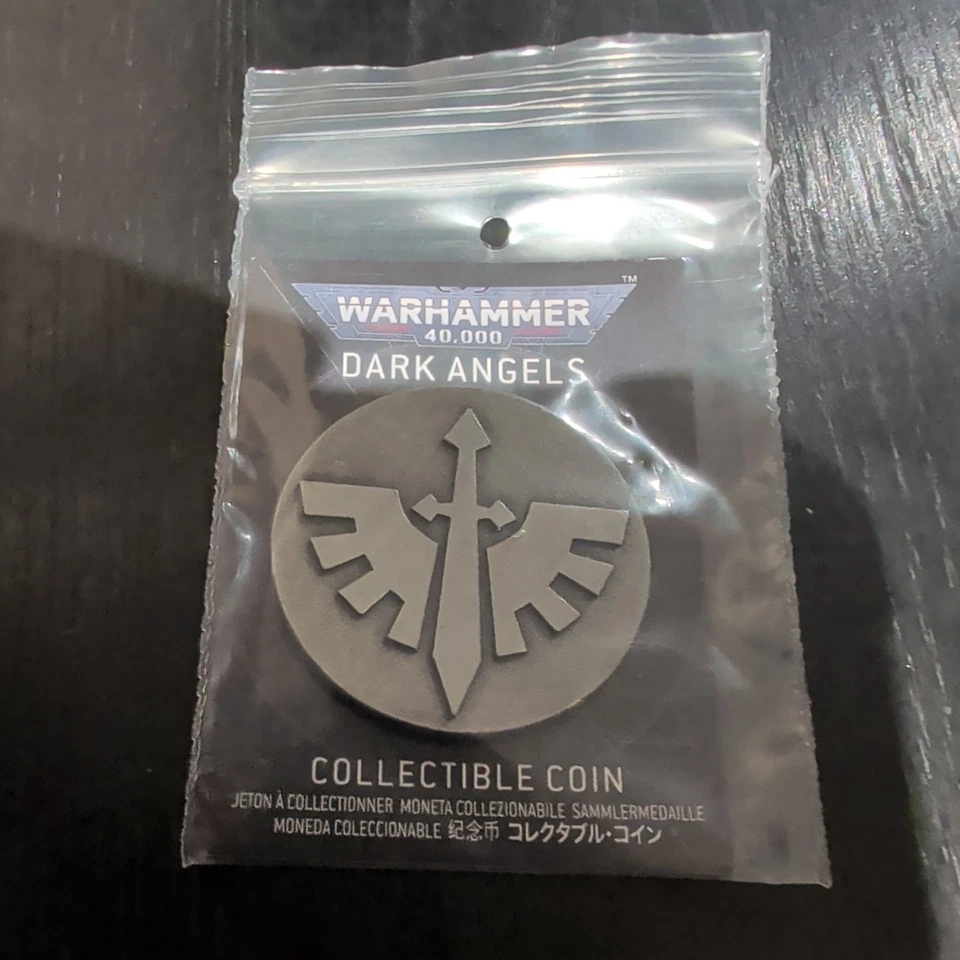 WARHAMMER™
40,000
DARK ANGELS
COLLECTIBLE COIN
JETON À COLLECTIONNER MONETA COLLEZIONABILE SAMMLERMEDAILLE
MONEDA COLECCIONABLE 纪念币 コレクタブル・コイン